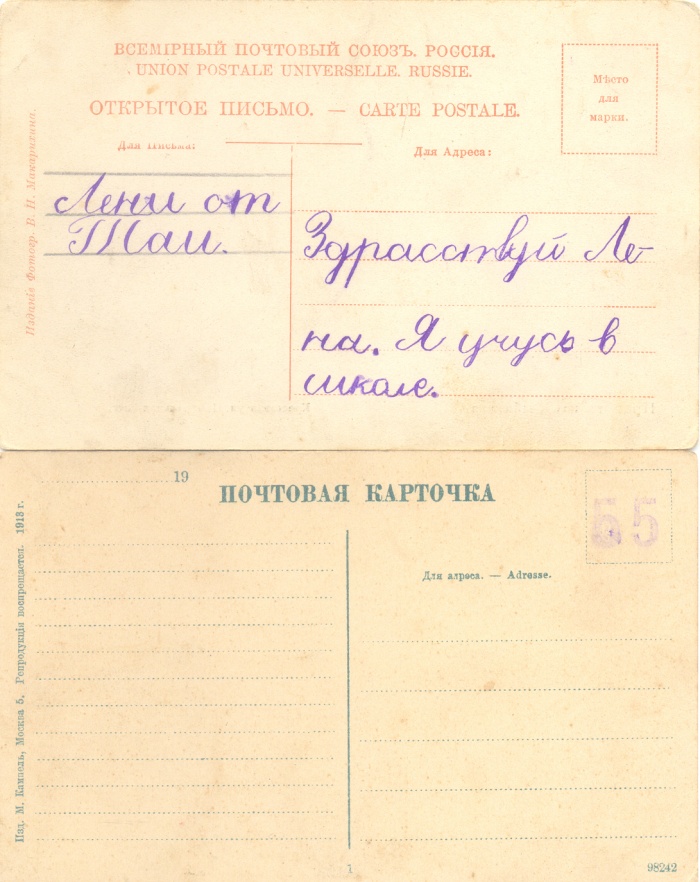 ВСЕМІРНЫЙ ПОЧТОВЫЙ СОЮЗЪ. РОССІЯ.
UNION POSTALE UNIVERSELLE. RUSSIE.
ОТКРЫТОЕ ПИСЬМО. — CARTE POSTALE.
Мѣсто
для
марки.
Для Письма:
Для Адреса:
Лени от
Таи.
Здрасствуй Ле-
на. Я учусь в
школе.
Изданіе Фотогр. В. П.
19
ПОЧТОВАЯ КАРТОЧКА
55
Для адреса. — Adresse.
Изд. М. Кампель, Москва 5. Репродукція воспрещается. 1913 г.
1
98242